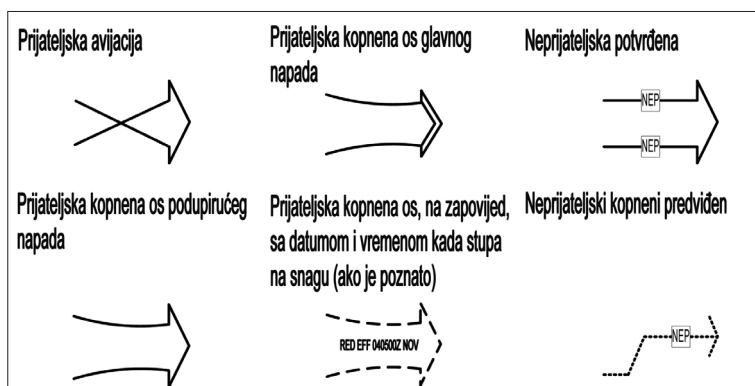 Prijateljska avijacija
Prijateljska kopnena os glavnog
napada
Neprijateljska potvrđena
NEP
NEP
Prijateljska kopnena os podupirućeg
napada
Prijateljska kopnena os, na zapovijed,
sa datumom i vremenom kada stupa
na snagu (ako je poznato)
RED EFF 040500Z NOV
Neprijateljski kopneni predviđen
NEP